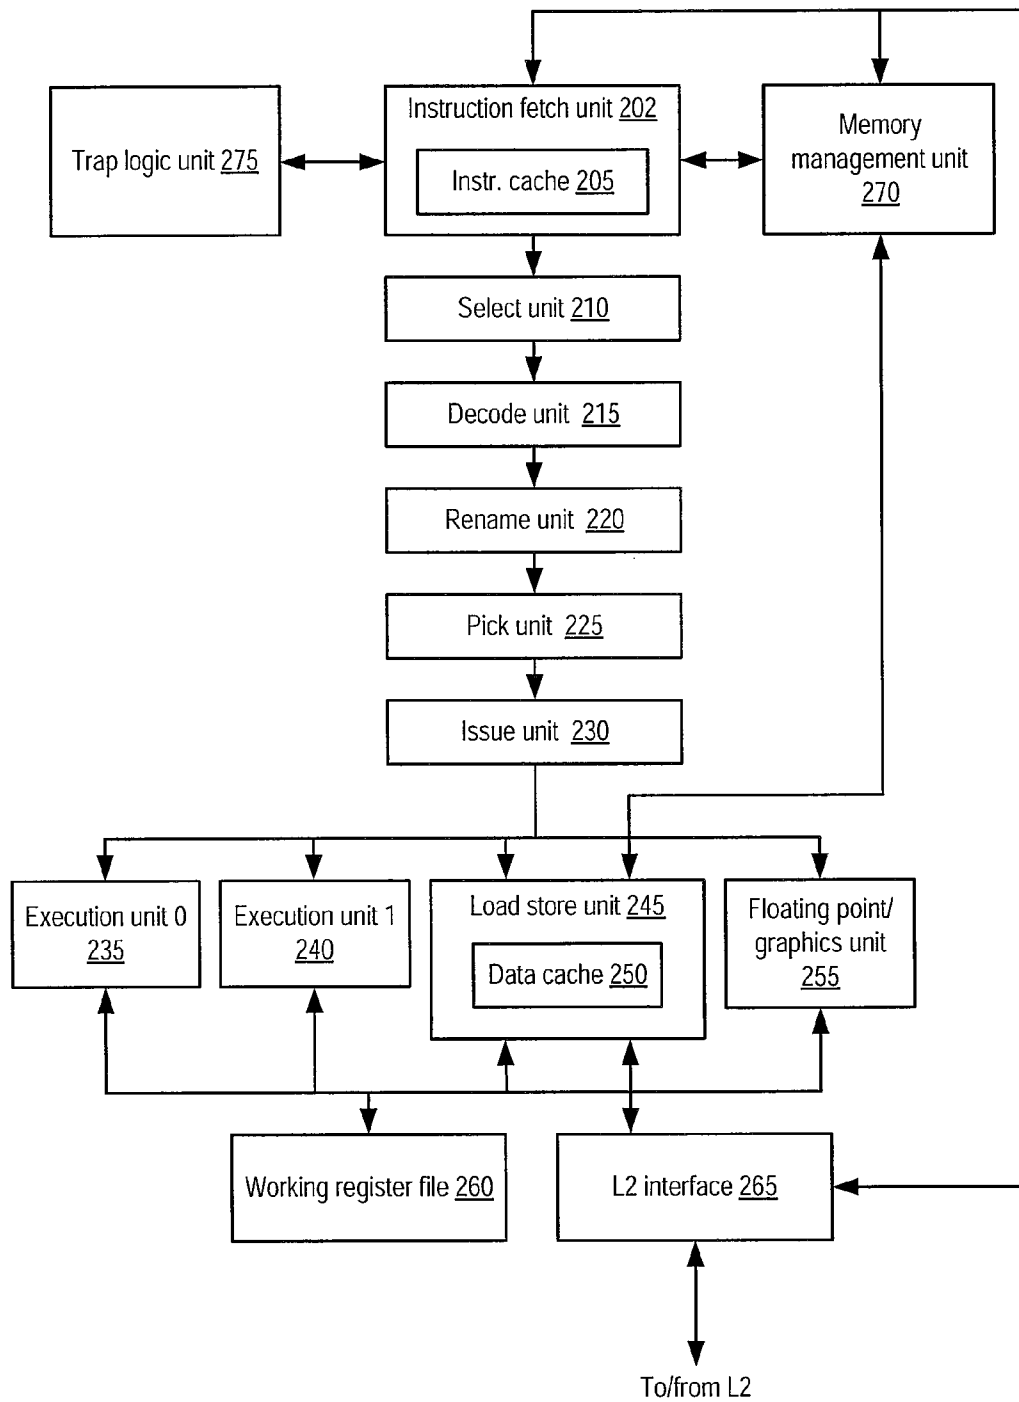 Trap logic unit 275
Instruction fetch unit 202
Instr. cache 205
Memory
management unit
270
Select unit 210
Decode unit 215
Rename unit 220
Pick unit 225
Issue unit 230
Execution unit 0
235
Execution unit 1
240
Load store unit 245
Data cache 250
Floating point/
graphics unit
255
Working register file 260
L2 interface 265
To/from L2